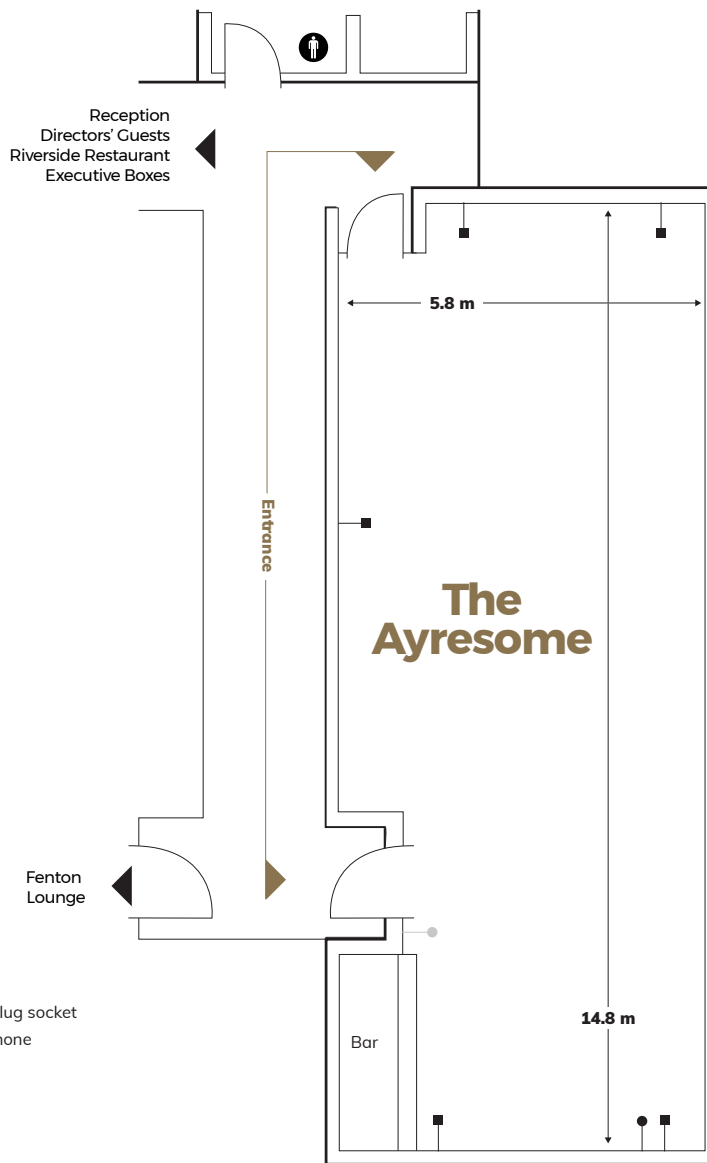 Reception
Directors’ Guests
Riverside Restaurant
Executive Boxes
5.8 m
Entrance
The
Ayresome
Fenton
Lounge
lug socket
one
14.8 m
Bar